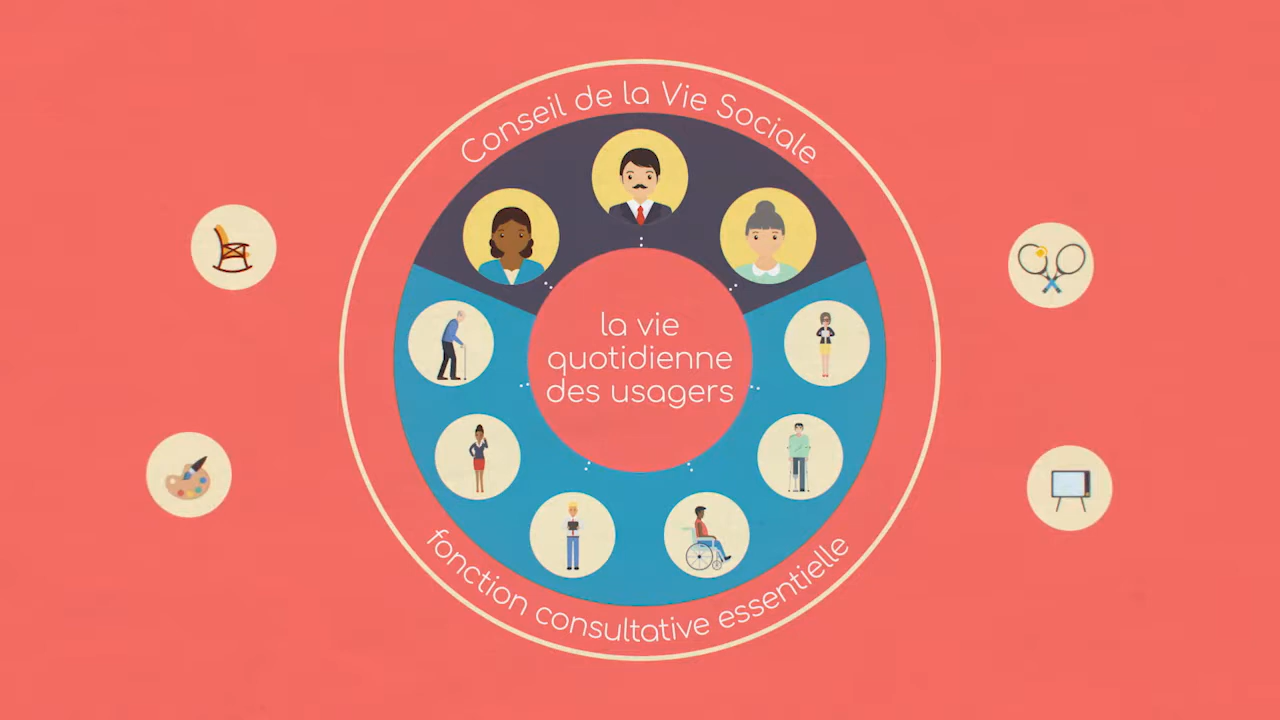 Conseil de la Vie Sociale
la vie
quotidienne
des usagers
fonction consultative essentielle